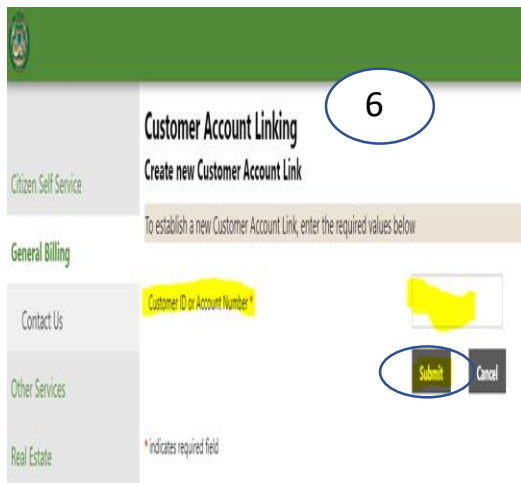 6
Customer Account Linking
Create new Customer Account Link
To establish a new Customer Account Link, enter the required values below
Citizen Self Service
General Billing
Contact Us
Other Services
Real Estate
Customer ID or Account Number *
Submit Cancel
* indicates required field